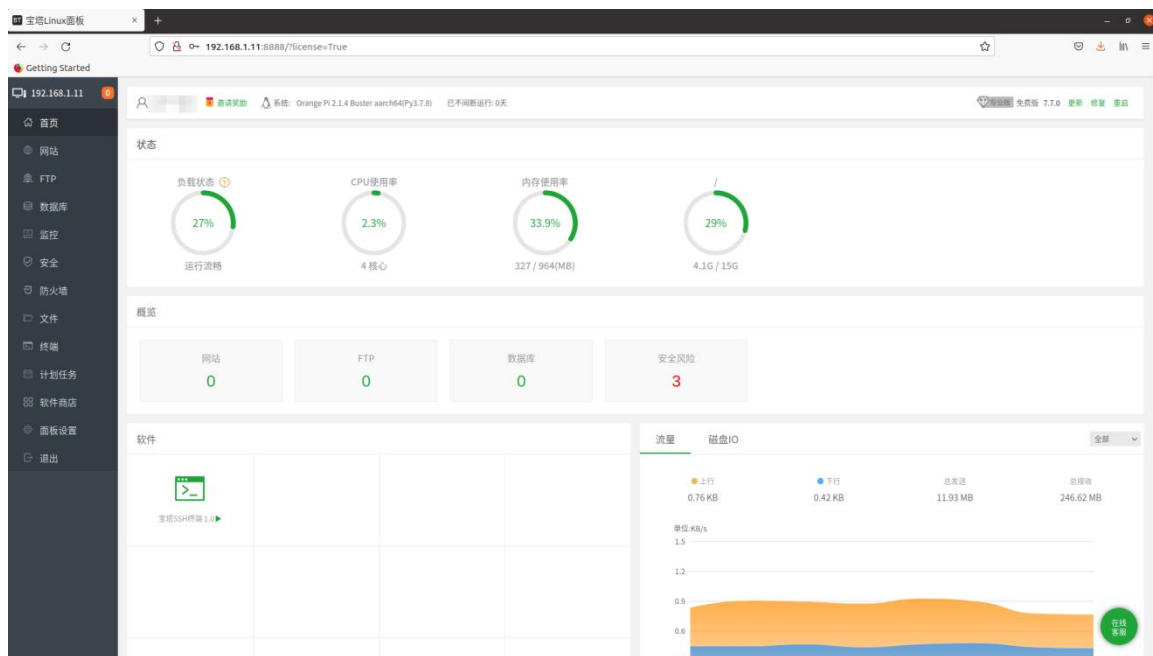 BT 宝塔Linux面板 × +
192.168.1.11:8888/?license=True
Getting Started
192.168.1.11 0
邀请奖励 系统: Orange Pi 2.1.4 Buster aarch64(Py3.7.8) 已不间断运行: 0天 专业版 免费版 7.7.0 更新 修复 重启
首页
网站
FTP
数据库
监控
安全
防火墙
文件
终端
计划任务
软件商店
面板设置
退出
状态
负载状态 ? CPU使用率 内存使用率 /
27% 2.3% 33.9% 29%
运行流畅 4 核心 327 / 964(MB) 4.1G / 15G
概览
网站 FTP 数据库 安全风险
0 0 0 3
软件
宝塔SSH终端 1.0
流量 磁盘IO 全部
上行 下行 总发送 总接收
0.76 KB 0.42 KB 11.93 MB 246.62 MB
单位:KB/s
1.5
1.2
0.9
0.6
在线
客服